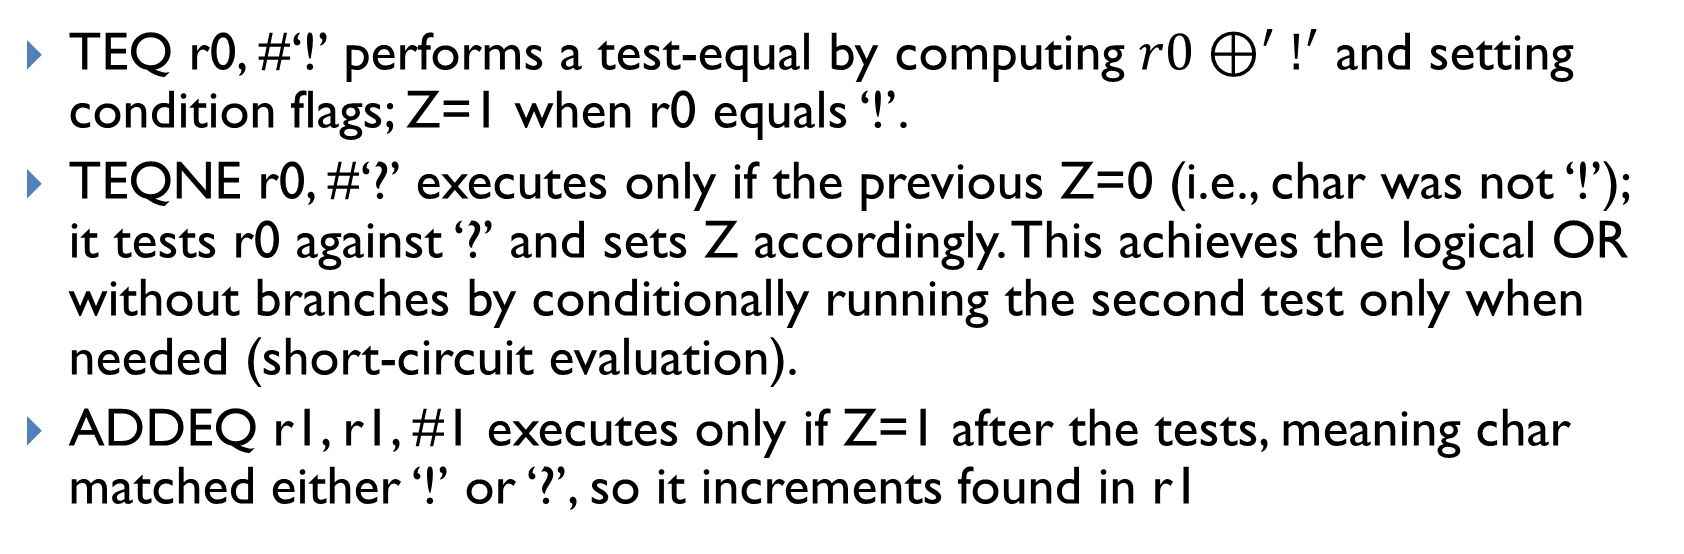 TEQ r0, #‘!’ performs a test-equal by computing r0 ⊕′ !′ and setting
condition flags; Z=1 when r0 equals ‘!’.
TEQNE r0, #‘?’ executes only if the previous Z=0 (i.e., char was not ‘!’);
it tests r0 against ‘?’ and sets Z accordingly. This achieves the logical OR
without branches by conditionally running the second test only when
needed (short-circuit evaluation).
ADDEQ r1, r1, #1 executes only if Z=1 after the tests, meaning char
matched either ‘!’ or ‘?’, so it increments found in r1